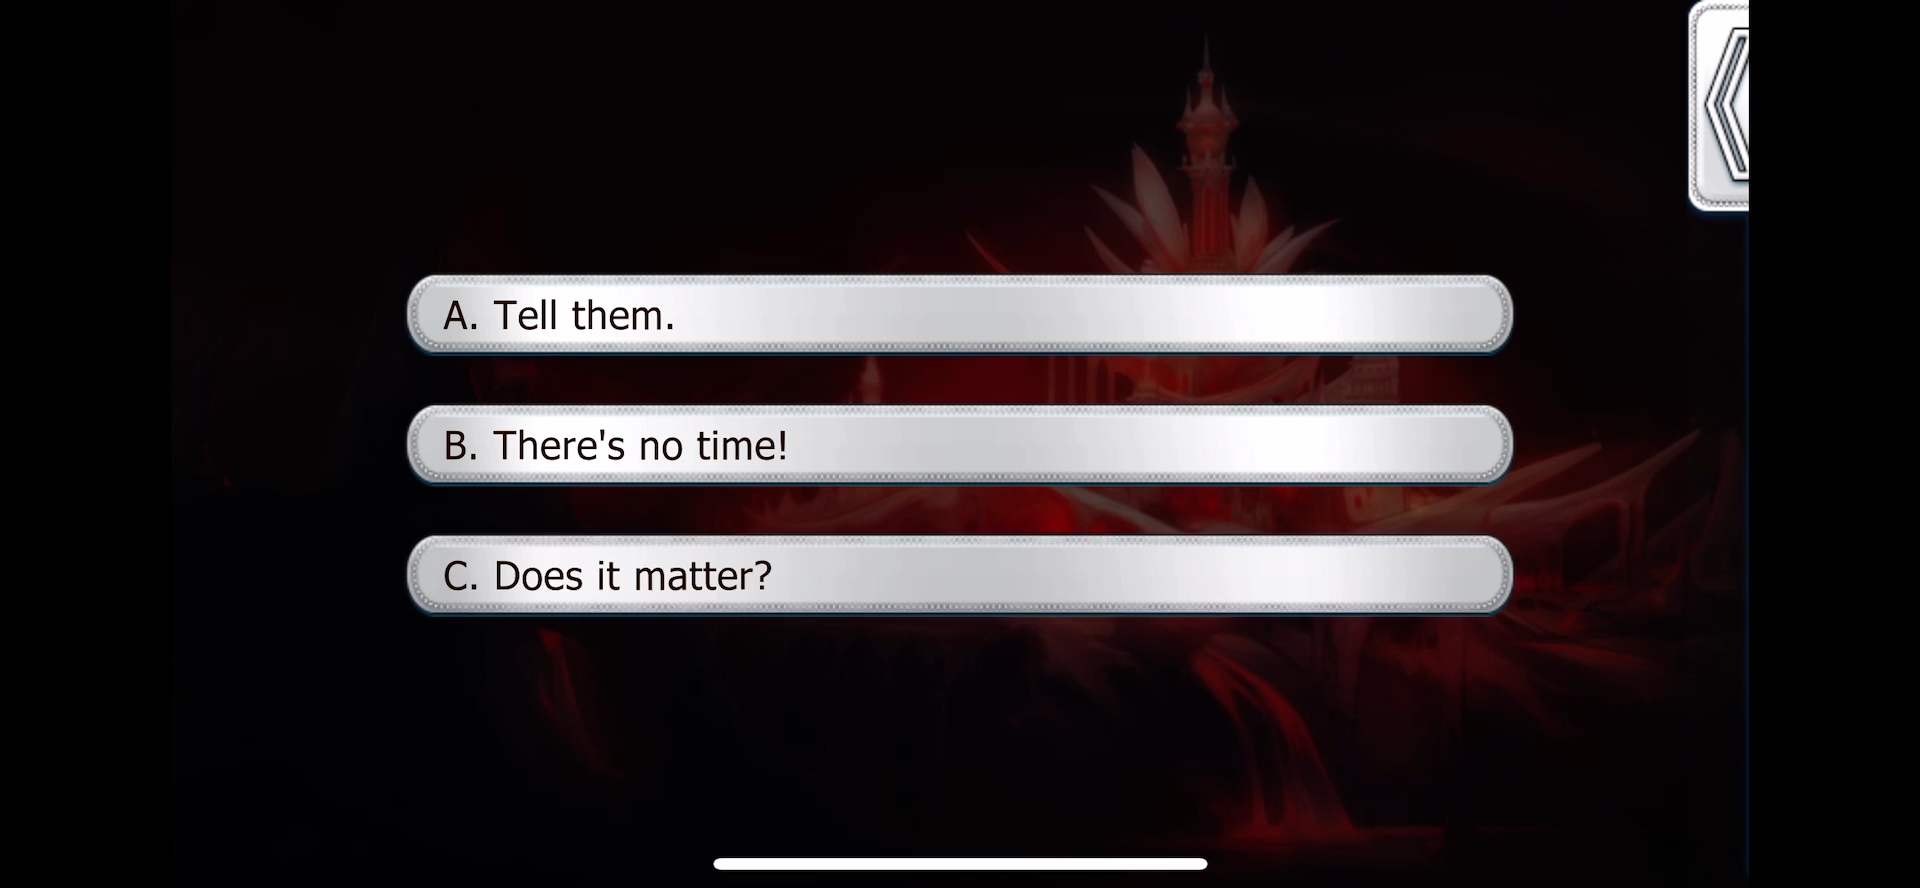 A. Tell them.
B. There's no time!
C. Does it matter?